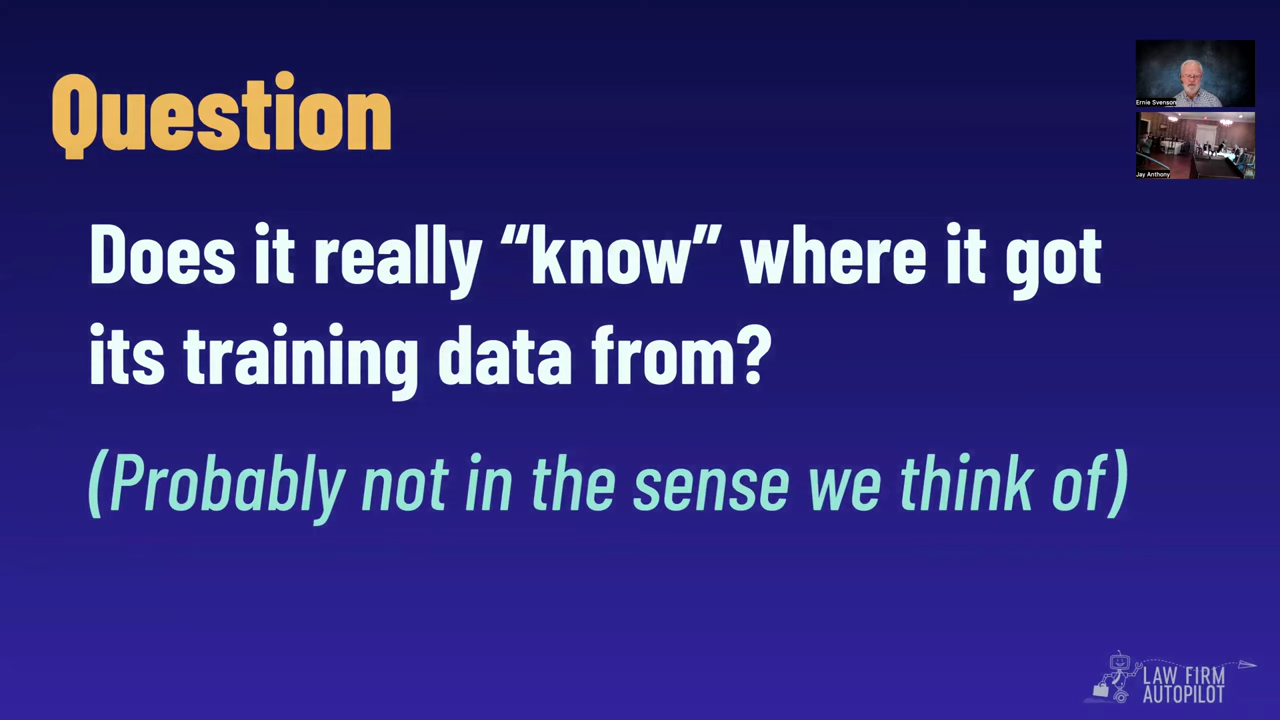 Question
Ernie Svenson
Jay Anthony
Does it really “know” where it got
its training data from?
(Probably not in the sense we think of)
LAW FIRM
AUTOPILOT